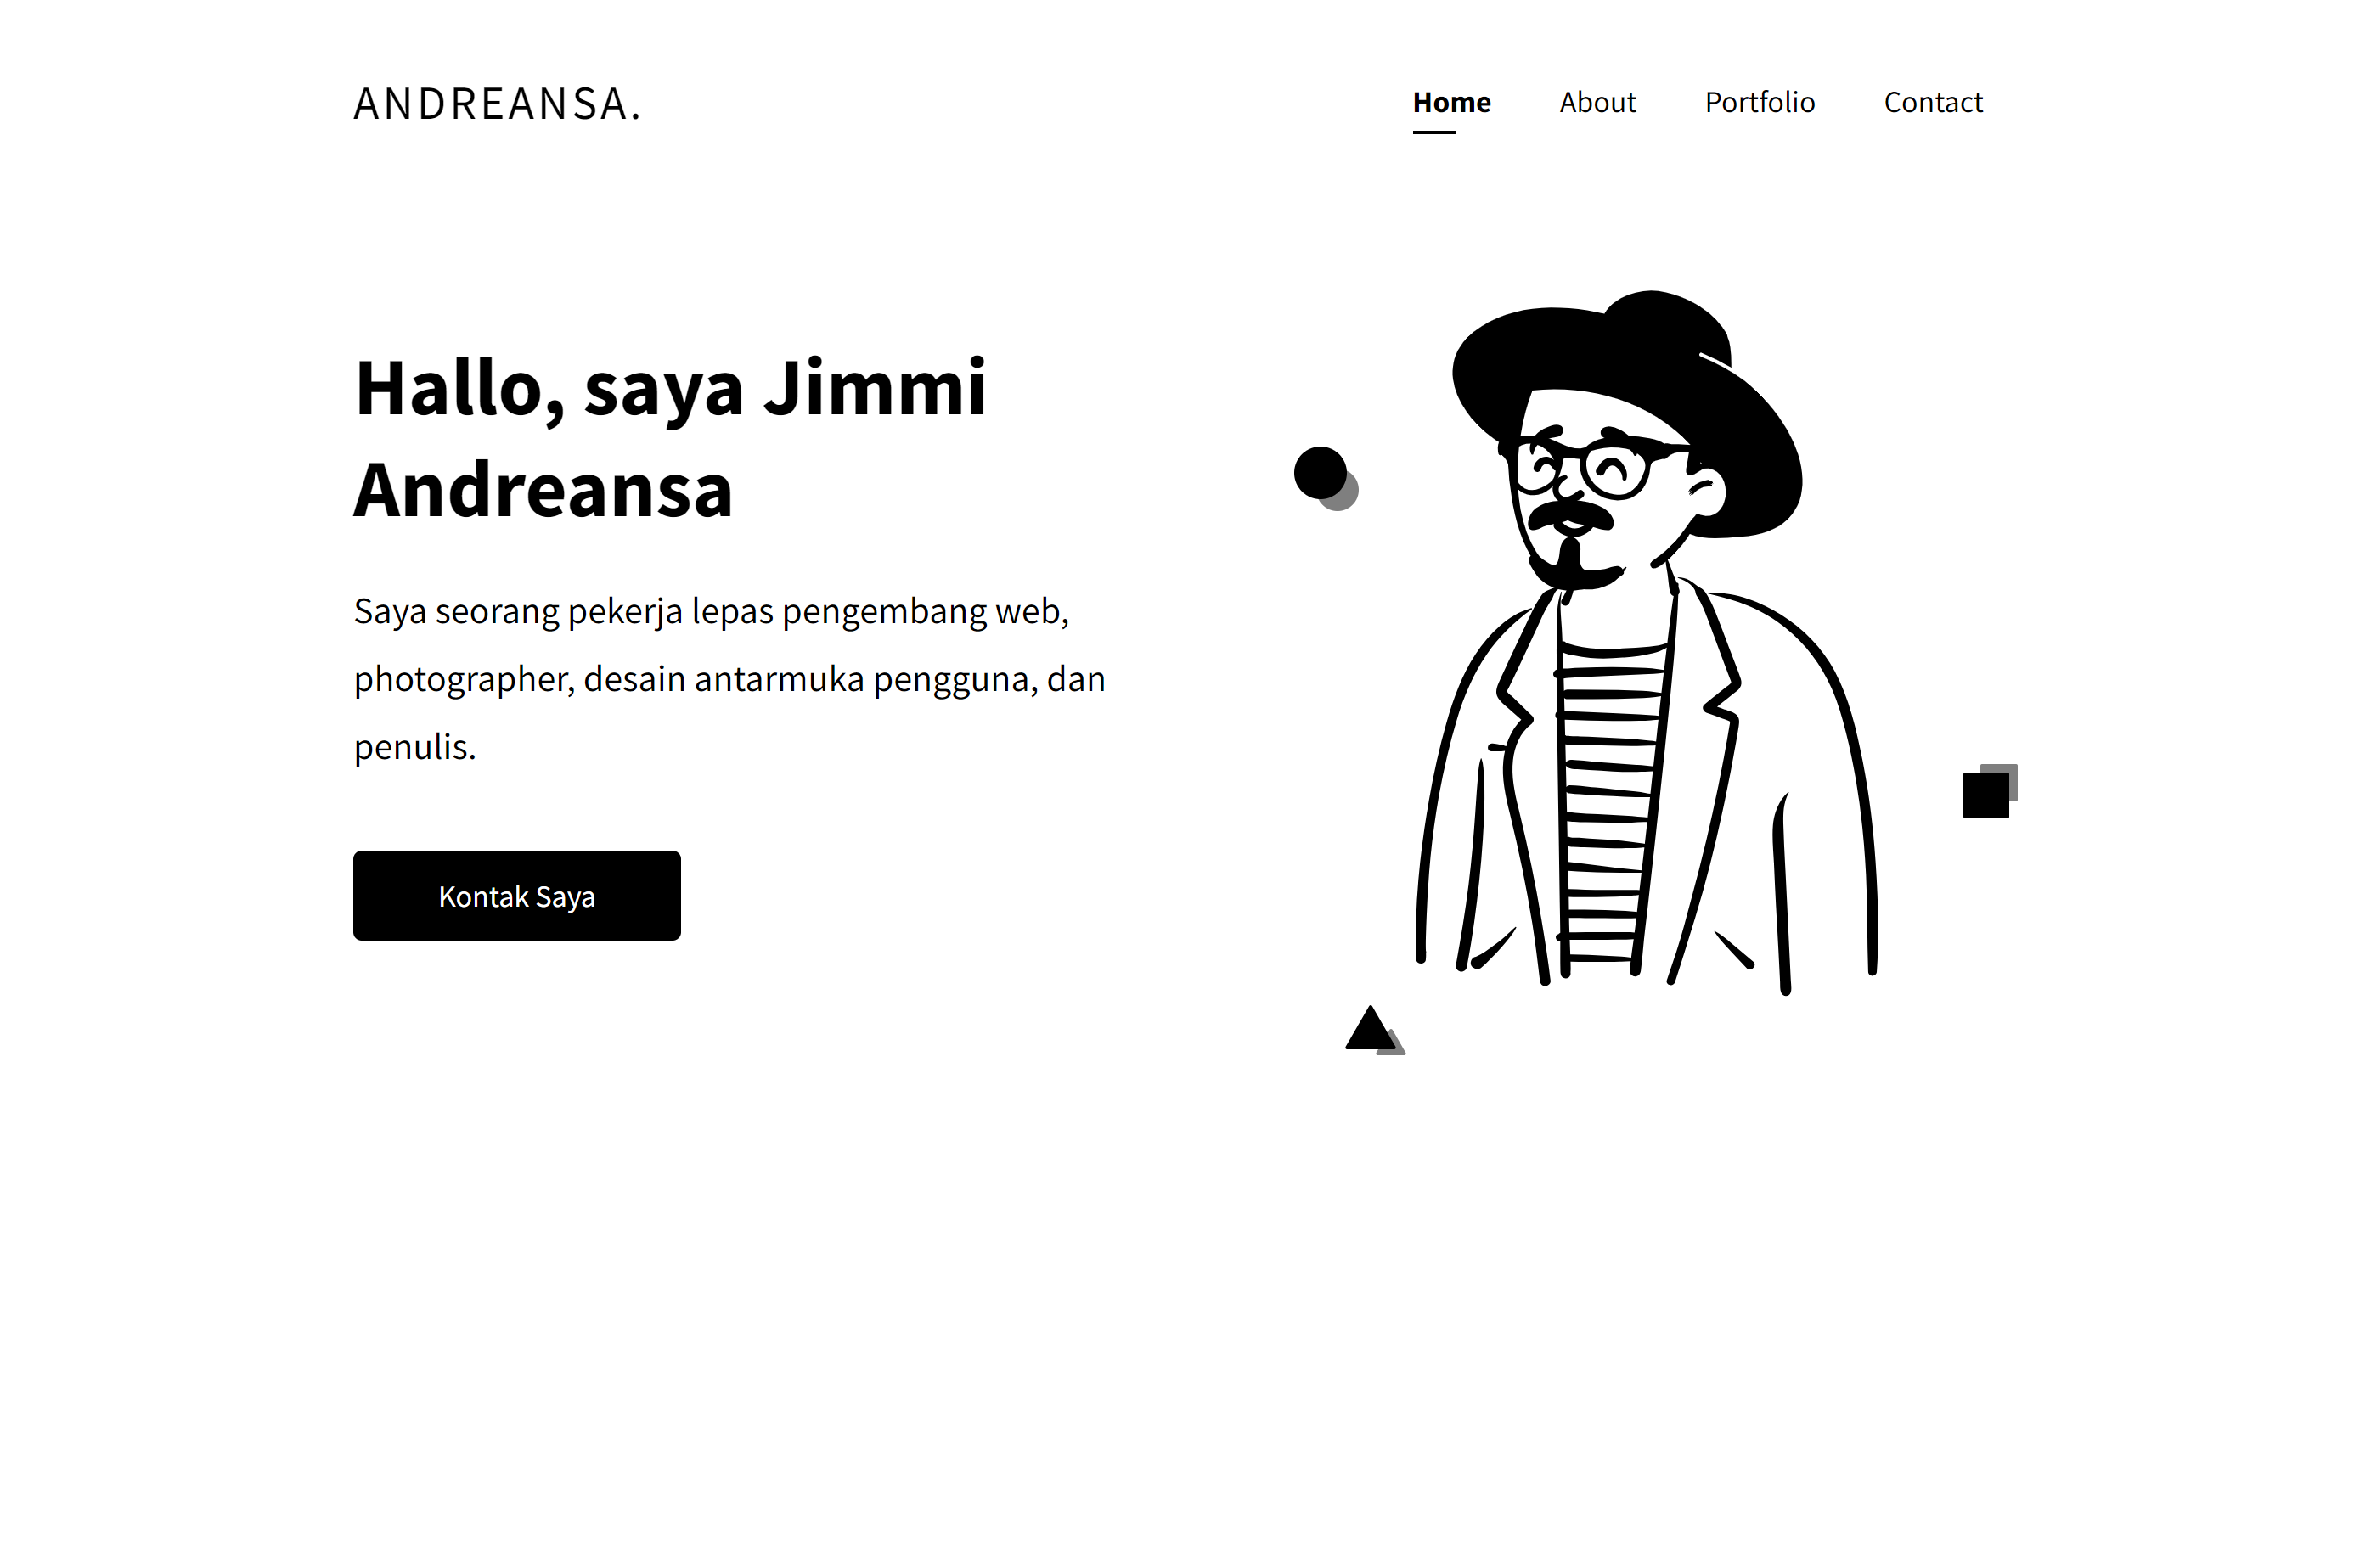 ANDREANSA.
Home About Portfolio Contact
Hallo, saya Jimmi
Andreansa
Saya seorang pekerja lepas pengembang web,
photographer, desain antarmuka pengguna, dan
penulis.
Kontak Saya